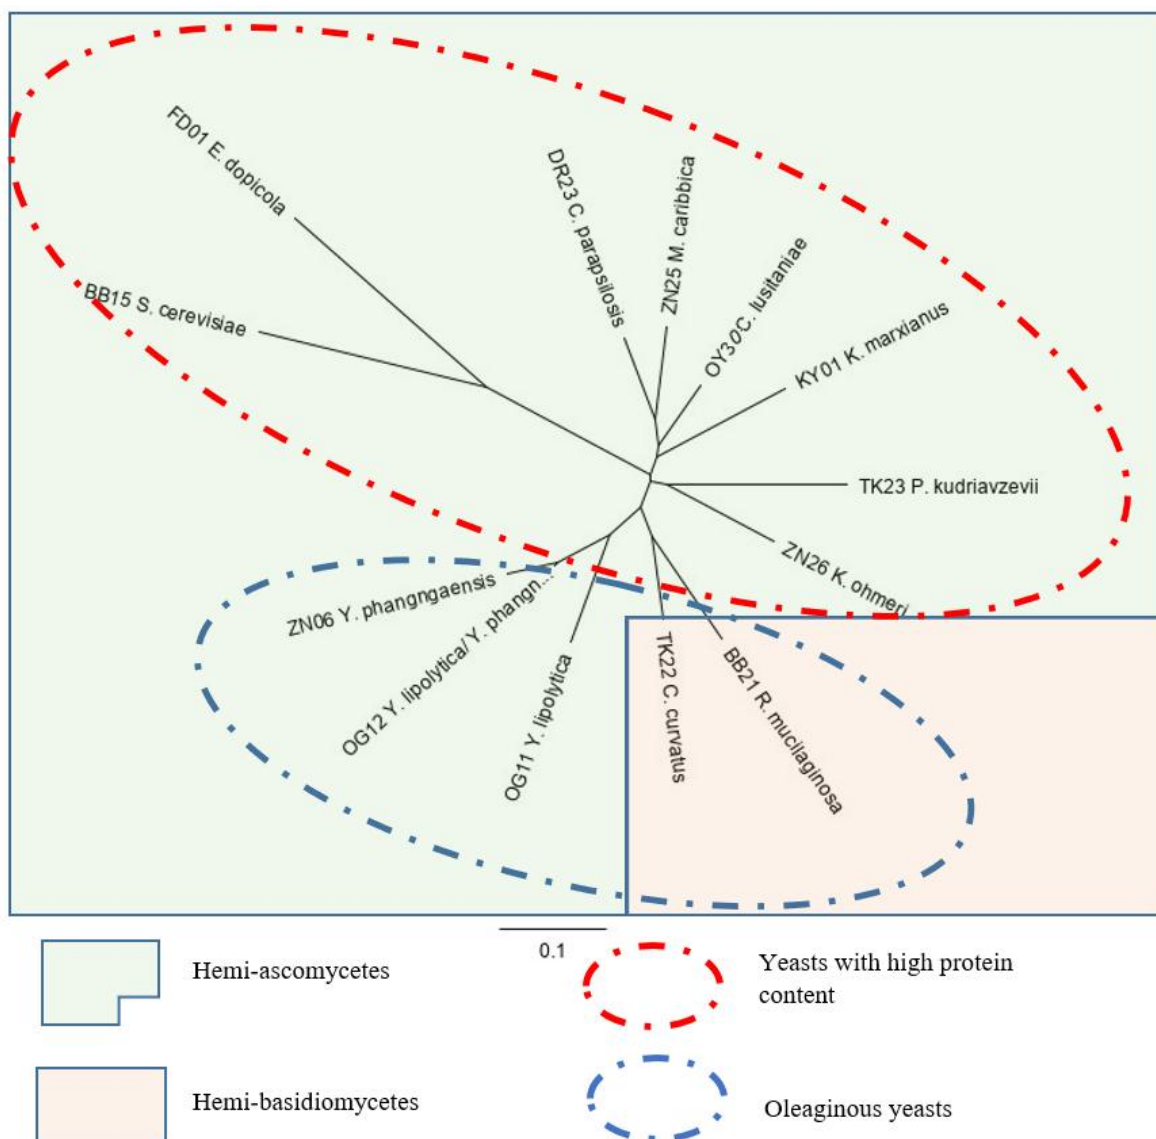 FD01 E. dopicola
BB15 S. cerevisiae
DR23 C. parapsilosis
ZN25 M. caribbica
OY30C. lusitaniae
KY01 K. marxianus
TK23 P. kudriavzevii
ZN26 K. ohmeri
ZN06 Y. phangngaensis
OG12 Y. lipolytica/ Y. phangn...
OG11 Y. lipolytica
TK22 C. curvatus
BB21 R. mucilaginosa
0.1
Hemi-ascomycetes
Yeasts with high protein
content
Hemi-basidiomycetes
Oleaginous yeasts